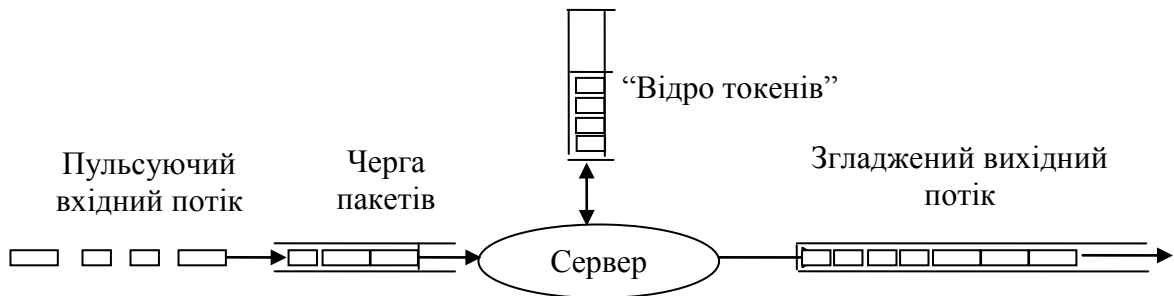 “Відро токенів”
Пульсуючий
вхідний потік
Черга
пакетів
Згладжений вихідний
потік
Сервер